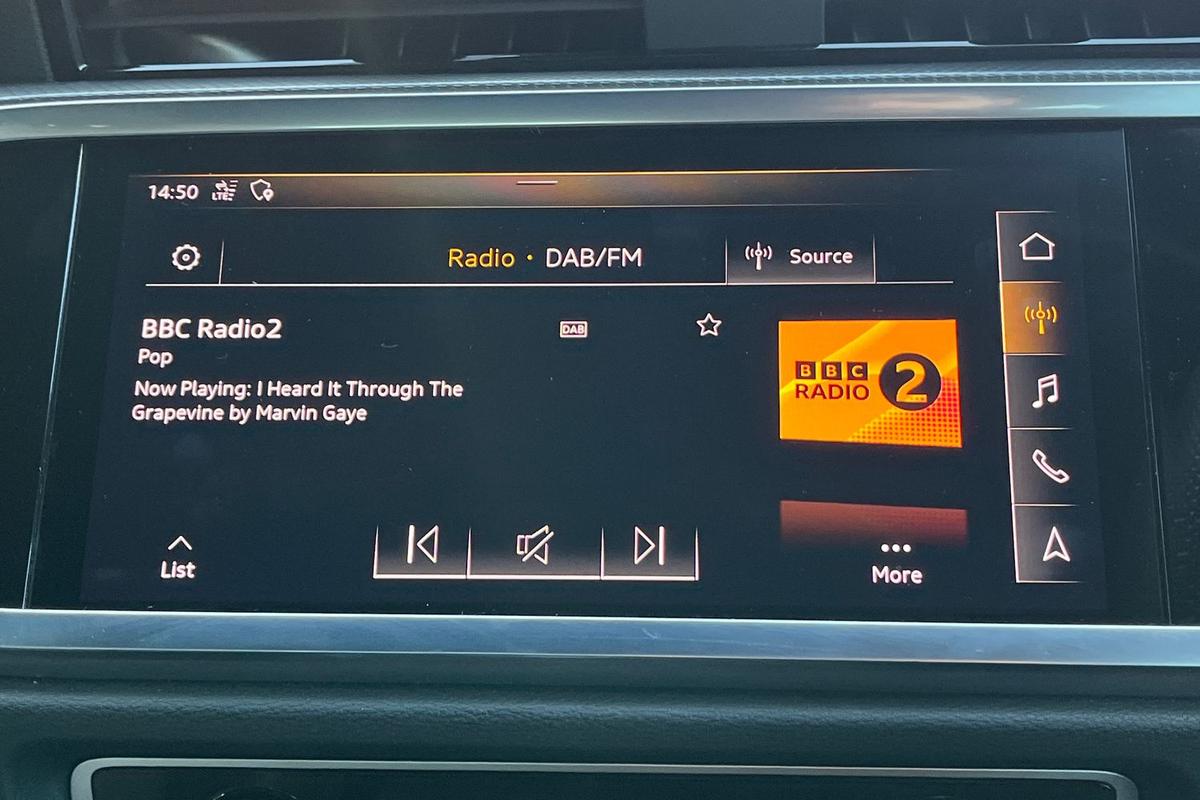 14:50 LTE
Radio • DAB/FM
Source
BBC Radio2
DAB
Pop
Now Playing: I Heard It Through The
Grapevine by Marvin Gaye
BBC
RADIO 2
List
More